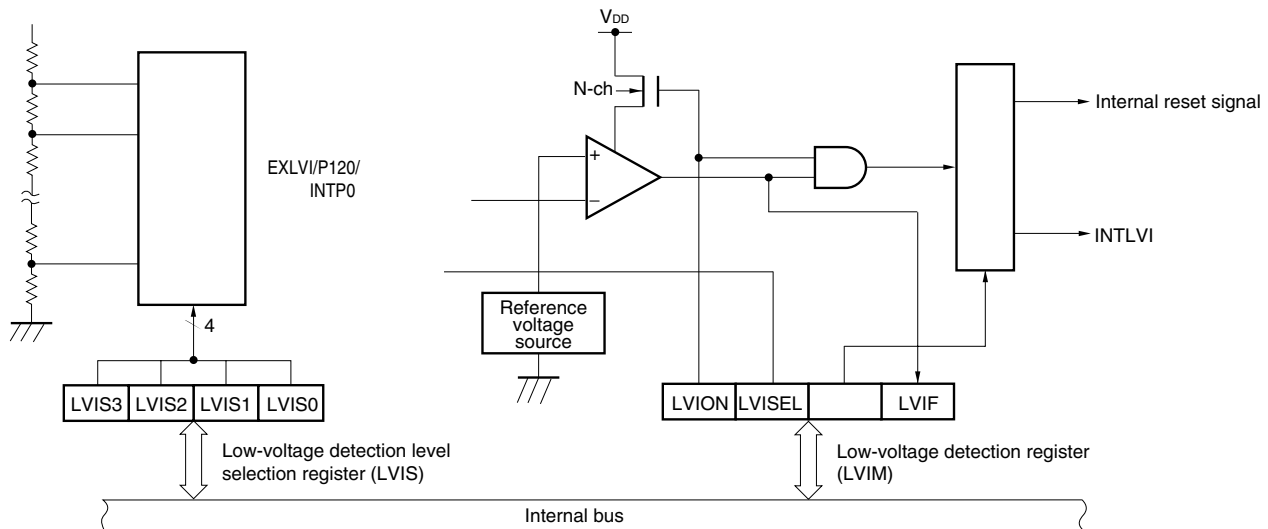 VDD
N-ch
EXLVI/P120/
INTP0
+
−
Internal reset signal
INTLVI
Reference
voltage
source
4
LVIS3 LVIS2 LVIS1 LVIS0
LVION LVISEL LVIF
Low-voltage detection level
selection register (LVIS)
Low-voltage detection register
(LVIM)
Internal bus